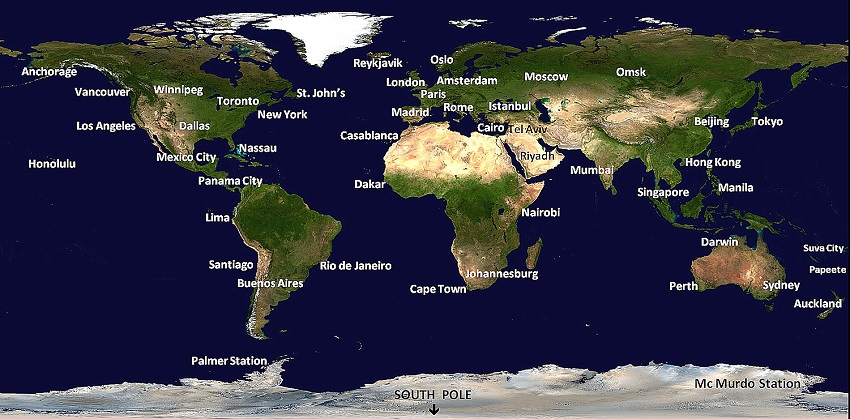 Reykjavik
Oslo
Anchorage
Vancouver
Winnipeg
Toronto
St. John's
New York
London
Amsterdam
Moscow
Omsk
Paris
Madrid
Rome
Istanbul
Los Angeles
Dallas
Casablanca
Cairo
Tel Aviv
Beijing
Tokyo
Honolulu
Mexico City
Nassau
Riyadh
Mumbai
Hong Kong
Panama City
Dakar
Singapore
Manila
Lima
Nairobi
Darwin
Suva City
Santiago
Rio de Janeiro
Johannesburg
Papeete
Buenos Aires
Cape Town
Perth
Sydney
Auckland
Palmer Station
SOUTH POLE
Mc Murdo Station